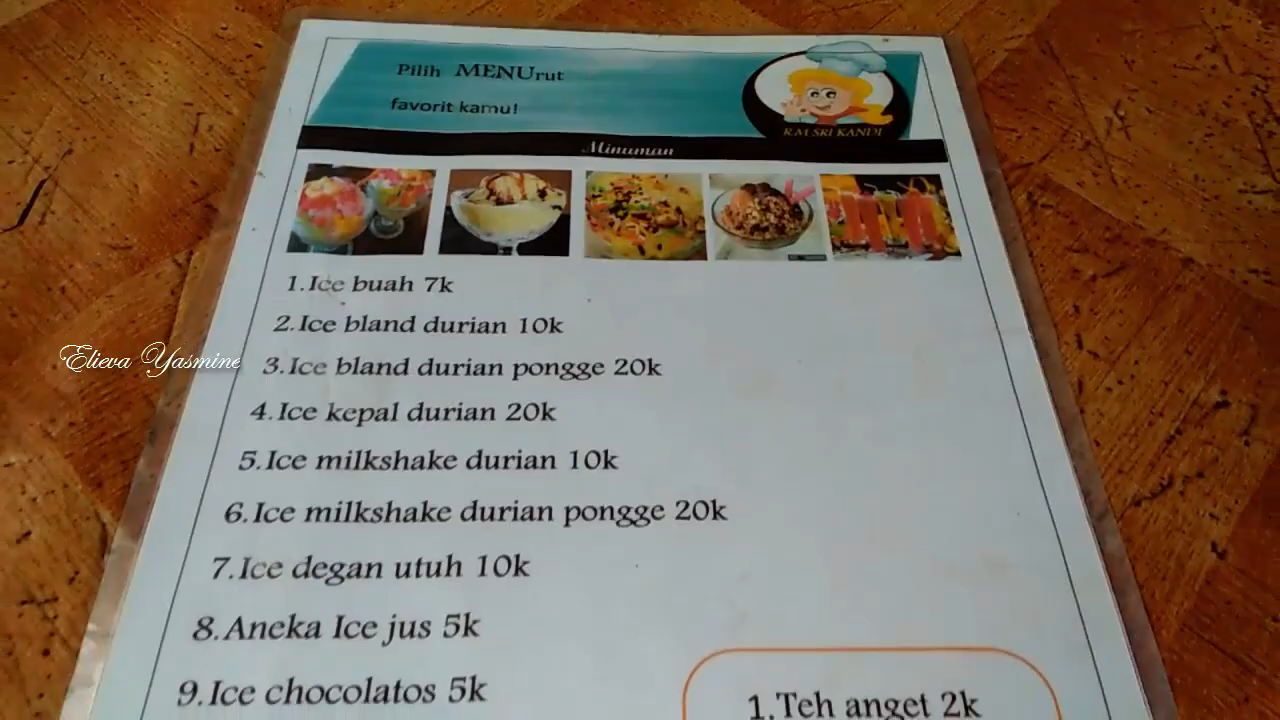 Pilih MENUrut
favorit kamu!
R.M SRI KANDI
Minuman
1.Ice buah 7k
2.Ice bland durian 10k
Elieva Yasmine
3.Ice bland durian pongge 20k
4.Ice kepal durian 20k
5.Ice milkshake durian 10k
6.Ice milkshake durian pongge 20k
7.Ice degan utuh 10k
8.Aneka Ice jus 5k
9.Ice chocolatos 5k
1.Teh anget 2k